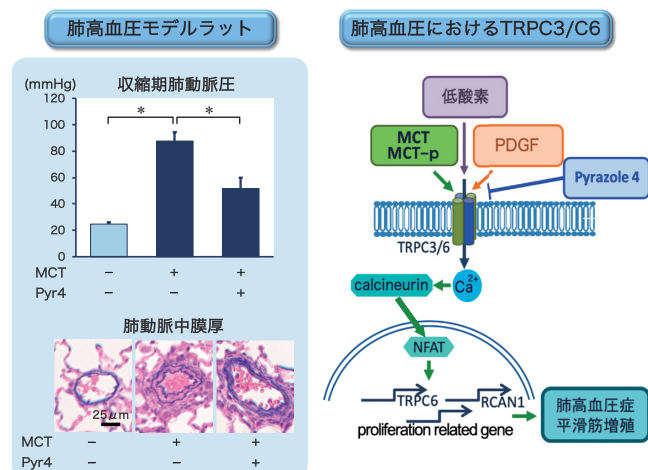 肺高血圧モデルラット
(mmHg)
収縮期肺動脈圧
120
100
80
60
40
20
0
* *
MCT − + +
Pyr4 − − +
肺動脈中膜厚
25μm
MCT − + +
Pyr4 − − +
肺高血圧におけるTRPC3/C6
低酸素
MCT
MCT-p
PDGF
Pyrazole 4
TRPC3/6
Ca2+
calcineurin
NFAT
TRPC6
RCAN1
proliferation related gene
肺高血圧症
平滑筋増殖